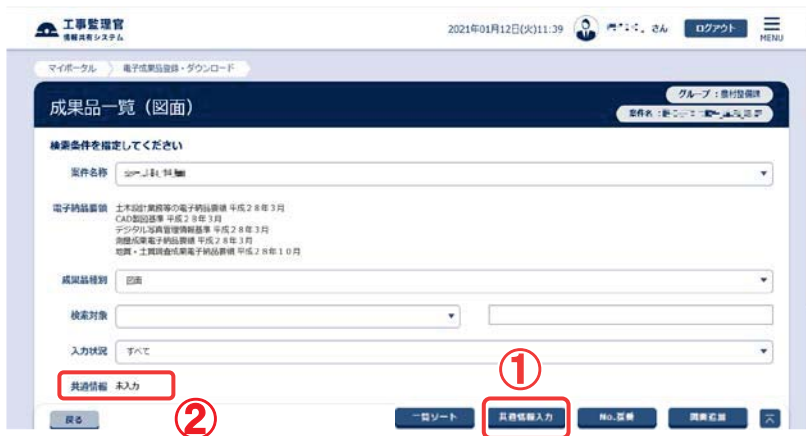 工事監理官
情報共有システム
2021年01月12日(火)11:39
さん
ログアウト
MENU
マイポータル
電子成果品登録・ダウンロード
成果品一覧（図面）
グループ：農村整備課
案件名：
検索条件を指定してください
案件名称
電子納品要領
土木設計業務等の電子納品要領 平成２８年３月
CAD製図基準 平成２８年３月
デジタル写真管理情報基準 平成２８年３月
測量成果電子納品要領 平成２８年３月
地質・土質調査成果電子納品要領 平成２８年１０月
成果品種別
図面
検索対象
入力状況
すべて
①
共通情報
未入力
②
戻る
一覧ソート
共通情報入力
図面追加